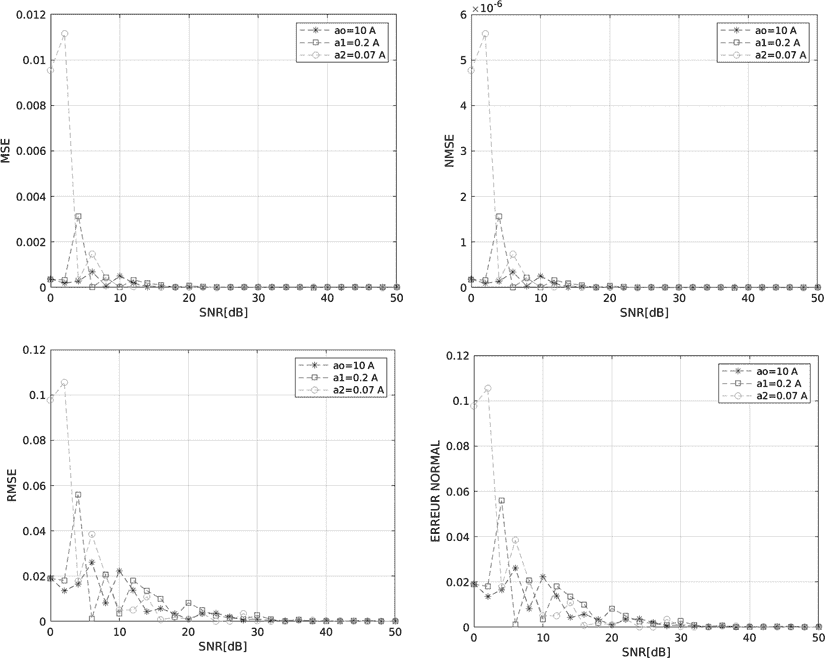 0.012
0.01
0.008
0.006
0.004
0.002
0
MSE
0 10 20 30 40 50
SNR[dB]
ao=10 A
a1=0.2 A
a2=0.07 A
×10⁻⁶
6
5
4
3
2
1
0
NMSE
0 10 20 30 40 50
SNR[dB]
ao=10 A
a1=0.2 A
a2=0.07 A
0.12
0.1
0.08
0.06
0.04
0.02
0
RMSE
0 10 20 30 40 50
SNR[dB]
ao=10 A
a1=0.2 A
a2=0.07 A
0.12
0.1
0.08
0.06
0.04
0.02
0
ERREUR NORMAL
0 10 20 30 40 50
SNR[dB]
ao=10 A
a1=0.2 A
a2=0.07 A